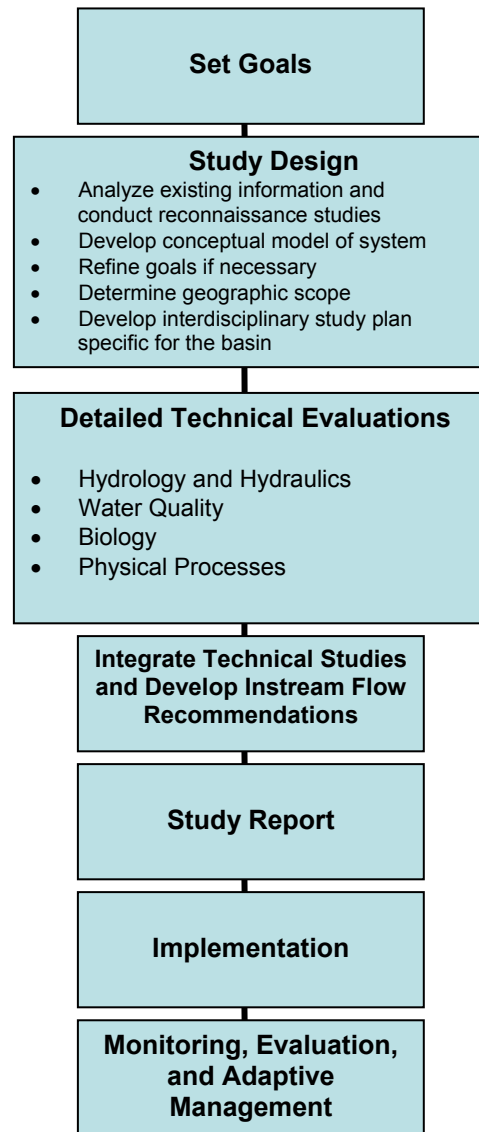 Set Goals
Study Design
• Analyze existing information and
conduct reconnaissance studies
• Develop conceptual model of system
• Refine goals if necessary
• Determine geographic scope
• Develop interdisciplinary study plan
specific for the basin
Detailed Technical Evaluations
• Hydrology and Hydraulics
• Water Quality
• Biology
• Physical Processes
Integrate Technical Studies
and Develop Instream Flow
Recommendations
Study Report
Implementation
Monitoring, Evaluation,
and Adaptive
Management